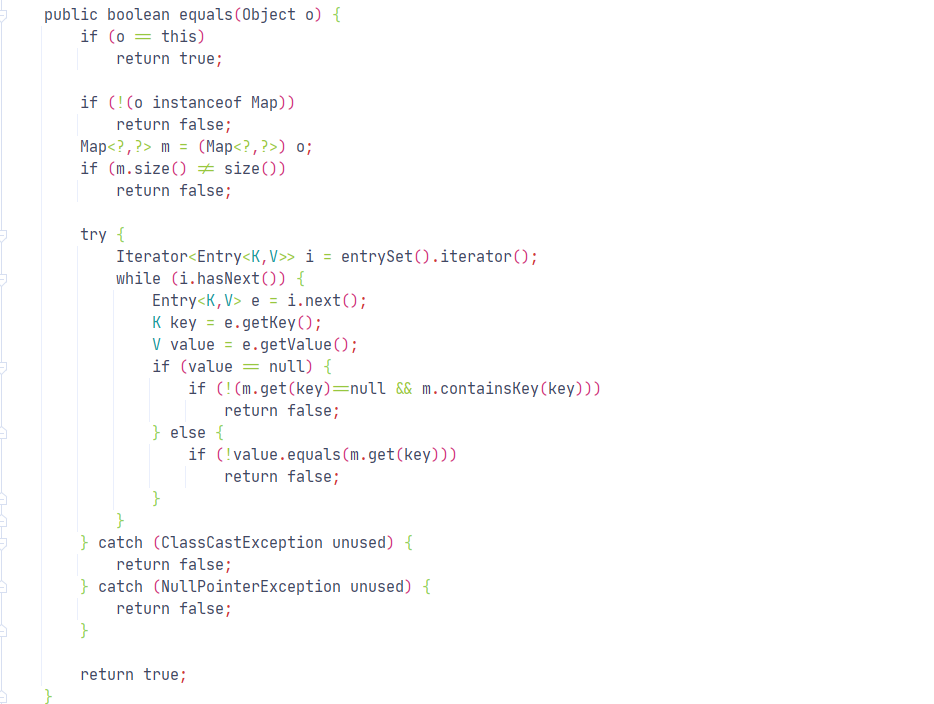 public boolean equals(Object o) {
if (o == this)
return true;
if (!(o instanceof Map))
return false;
Map<?,?> m = (Map<?,?>) o;
if (m.size() != size())
return false;
try {
Iterator<Entry<K,V>> i = entrySet().iterator();
while (i.hasNext()) {
Entry<K,V> e = i.next();
K key = e.getKey();
V value = e.getValue();
if (value == null) {
if (!(m.get(key)==null && m.containsKey(key)))
return false;
} else {
if (!value.equals(m.get(key)))
return false;
}
}
} catch (ClassCastException unused) {
return false;
} catch (NullPointerException unused) {
return false;
}
return true;
}